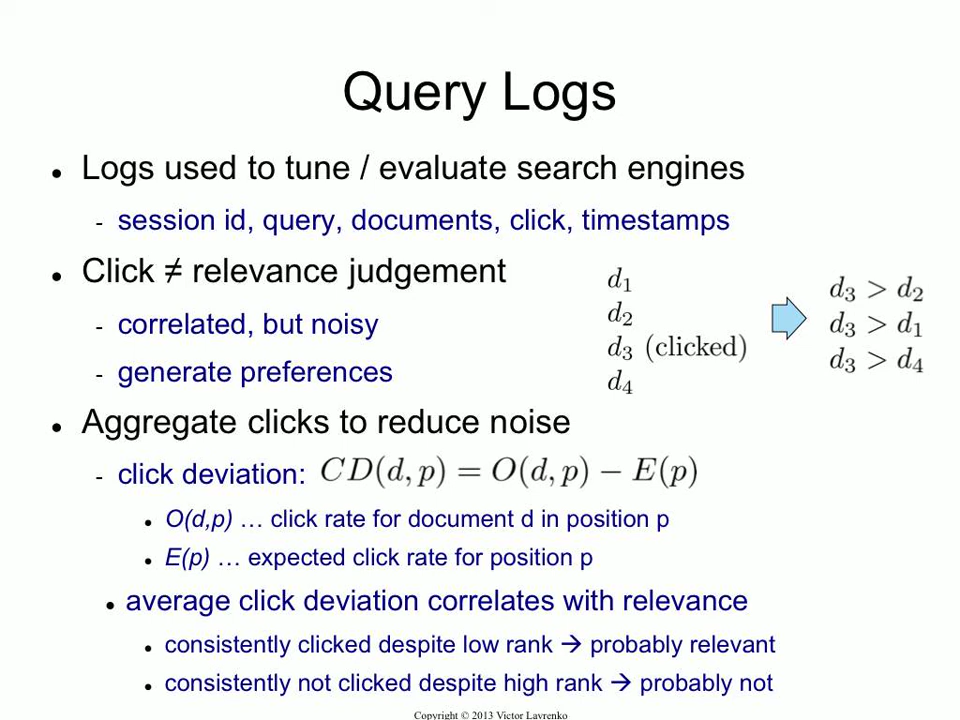 Query Logs
Logs used to tune / evaluate search engines
- session id, query, documents, click, timestamps
Click ≠ relevance judgement
- correlated, but noisy
- generate preferences
d1
d2
d3 (clicked)
d4
d3 > d2
d3 > d1
d3 > d4
Aggregate clicks to reduce noise
- click deviation: CD(d, p) = O(d, p) − E(p)
O(d,p) … click rate for document d in position p
E(p) … expected click rate for position p
average click deviation correlates with relevance
consistently clicked despite low rank → probably relevant
consistently not clicked despite high rank → probably not
Copyright © 2013 Victor Lavrenko